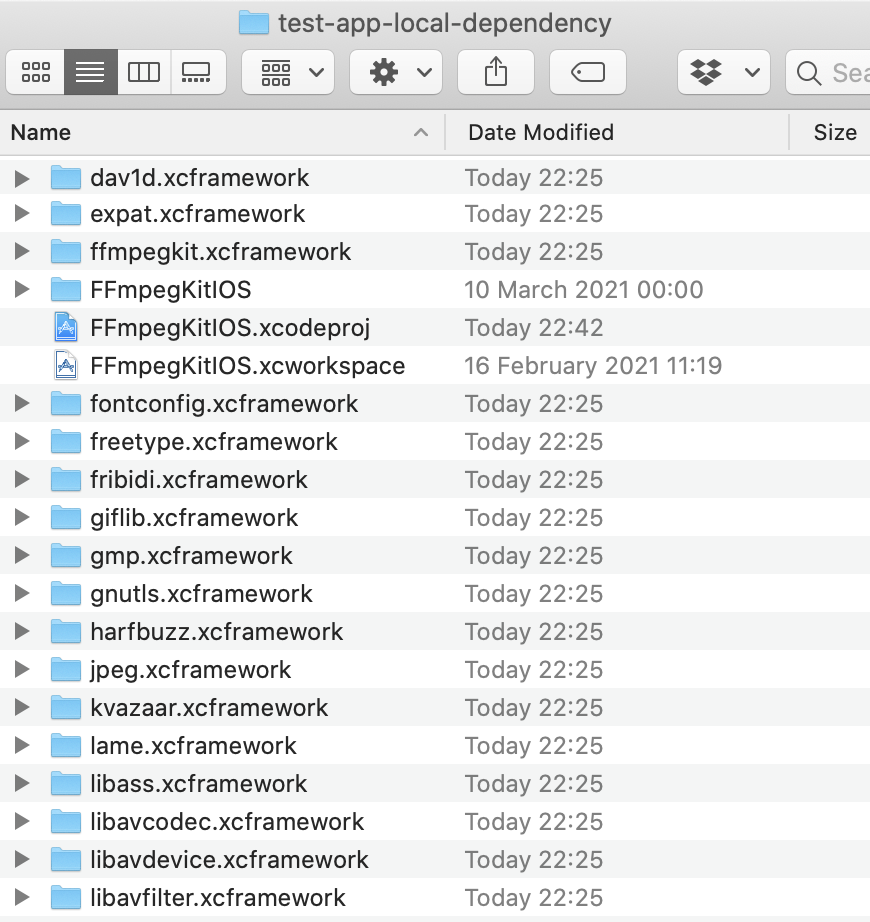 test-app-local-dependency
Sea
Name Date Modified Size
dav1d.xcframework Today 22:25
expat.xcframework Today 22:25
ffmpegkit.xcframework Today 22:25
FFmpegKitIOS 10 March 2021 00:00
FFmpegKitIOS.xcodeproj Today 22:42
FFmpegKitIOS.xcworkspace 16 February 2021 11:19
fontconfig.xcframework Today 22:25
freetype.xcframework Today 22:25
fribidi.xcframework Today 22:25
giflib.xcframework Today 22:25
gmp.xcframework Today 22:25
gnutls.xcframework Today 22:25
harfbuzz.xcframework Today 22:25
jpeg.xcframework Today 22:25
kvazaar.xcframework Today 22:25
lame.xcframework Today 22:25
libass.xcframework Today 22:25
libavcodec.xcframework Today 22:25
libavdevice.xcframework Today 22:25
libavfilter.xcframework Today 22:25